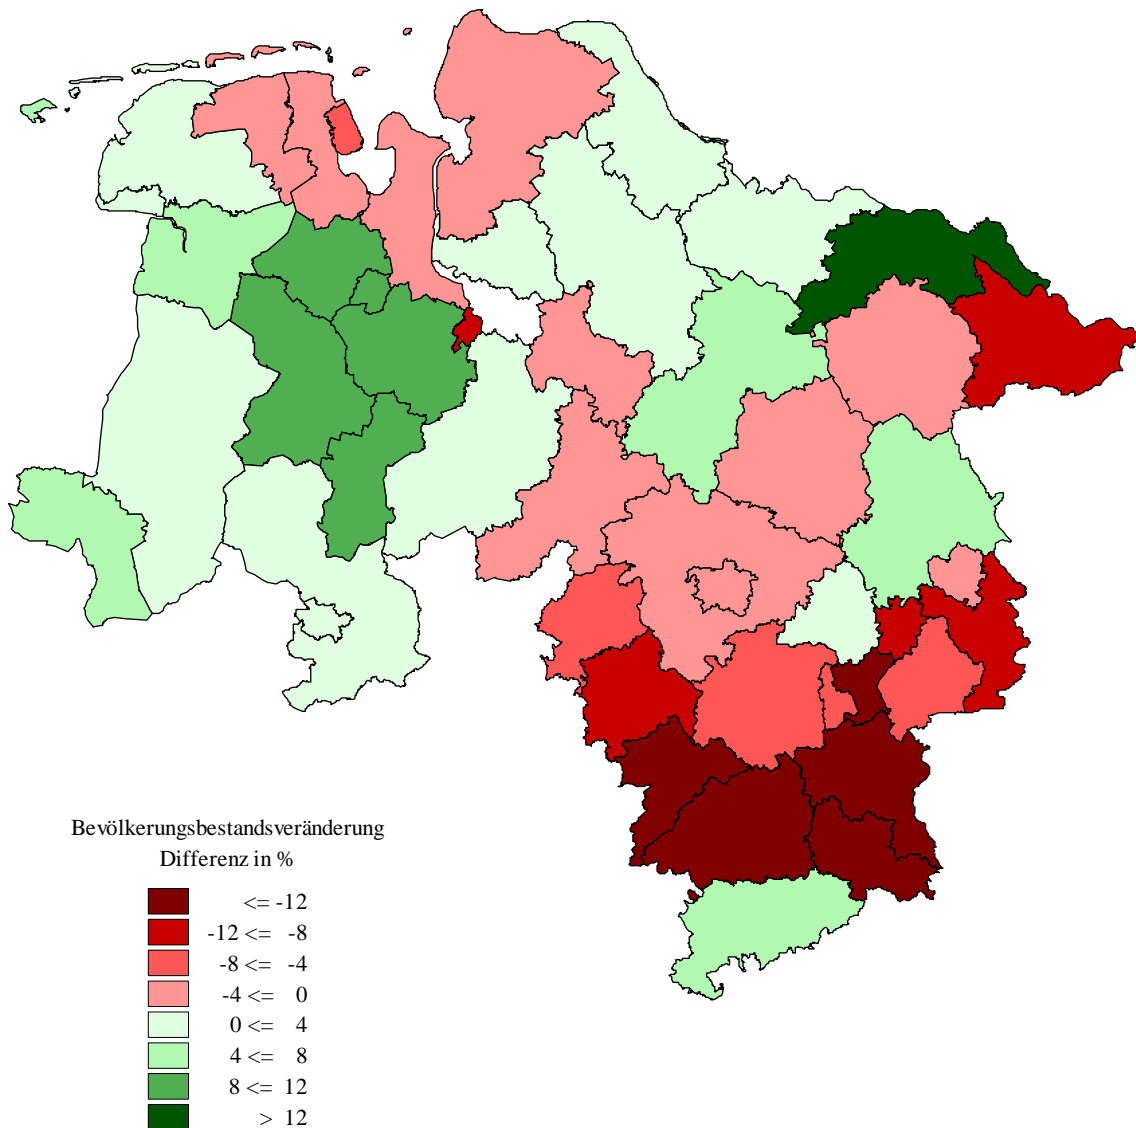 Bevölkerungsbestandsveränderung
Differenz in %
<= -12
-12 <= -8
-8 <= -4
-4 <= 0
0 <= 4
4 <= 8
8 <= 12
> 12